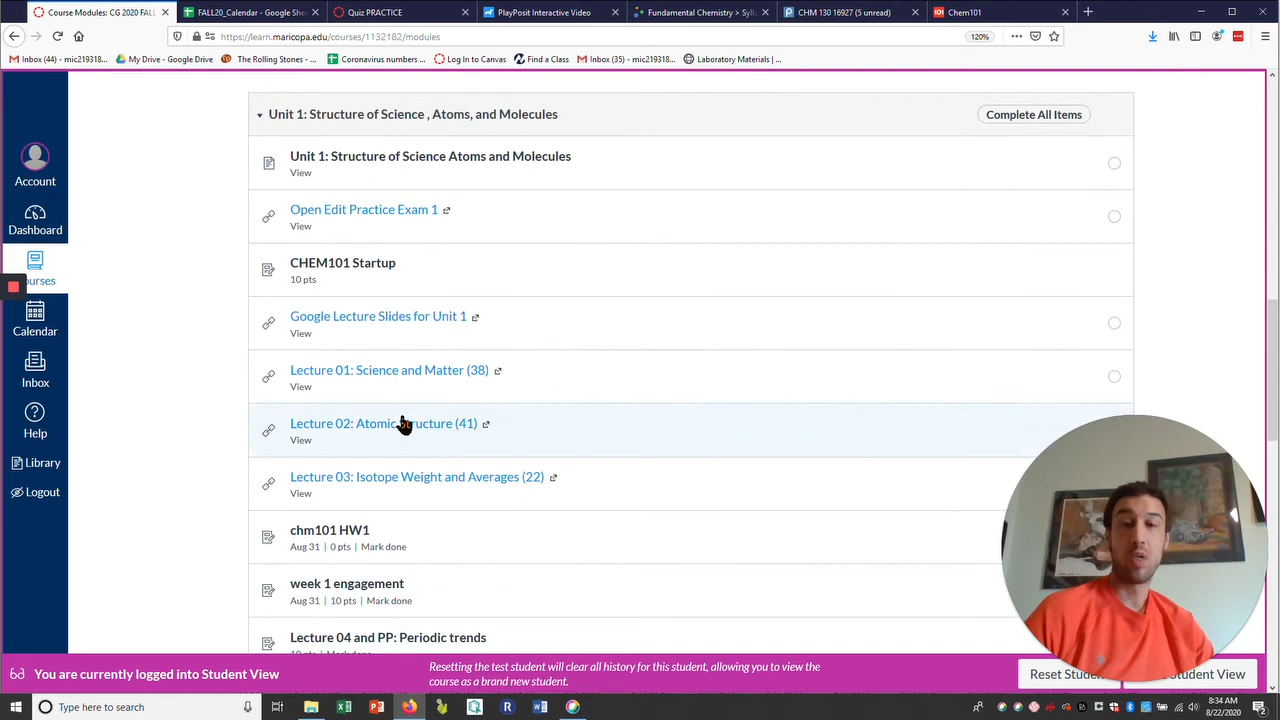 Course Modules: CG 2020 FALL
FALL20_Calendar - Google She
Quiz PRACTICE
PlayPosit Interactive Video
Fundamental Chemistry > Syll
CHM 130 16927 (5 unread)
Chem101
https://learn.maricopa.edu/courses/1132182/modules
120%
Inbox (44) - mic219318...
My Drive - Google Drive
The Rolling Stones - ...
Coronavirus numbers ...
Log In to Canvas
Find a Class
Inbox (35) - mic219318...
Laboratory Materials | ...
Unit 1: Structure of Science , Atoms, and Molecules
Complete All Items
Unit 1: Structure of Science Atoms and Molecules
View
Open Edit Practice Exam 1
View
CHEM101 Startup
10 pts
Google Lecture Slides for Unit 1
View
Lecture 01: Science and Matter (38)
View
Lecture 02: Atomic Structure (41)
View
Lecture 03: Isotope Weight and Averages (22)
View
chm101 HW1
Aug 31 | 0 pts | Mark done
week 1 engagement
Aug 31 | 10 pts | Mark done
Lecture 04 and PP: Periodic trends
Account
Dashboard
ourses
Calendar
Inbox
Help
Library
Logout
You are currently logged into Student View
Resetting the test student will clear all history for this student, allowing you to view the
course as a brand new student.
Reset Stude
Student View
Type here to search
8:34 AM
8/22/2020